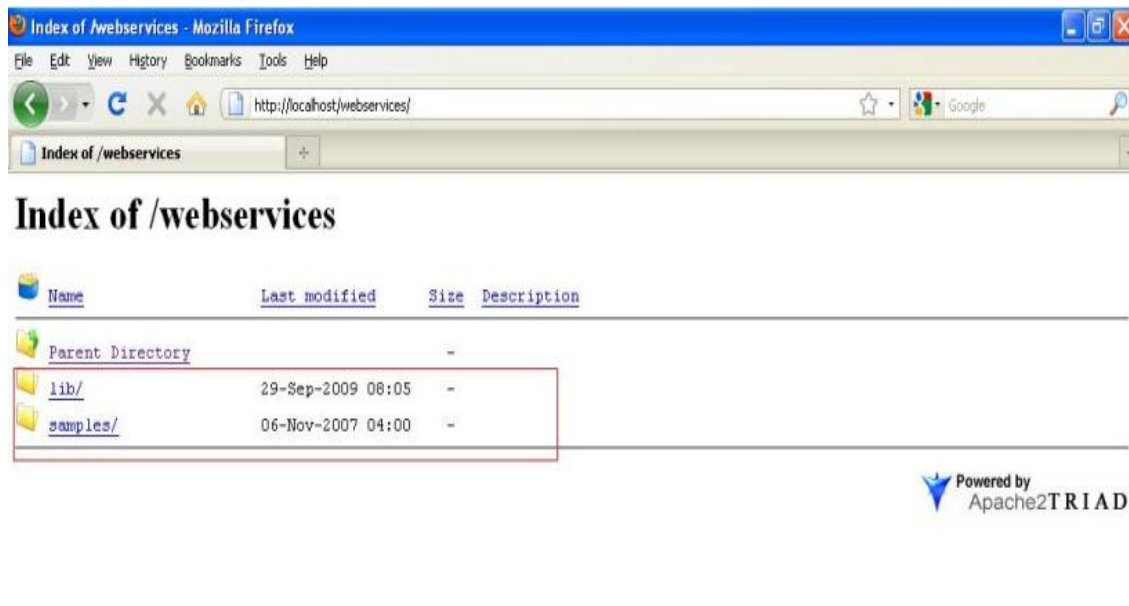 Index of /webservices - Mozilla Firefox
File Edit View History Bookmarks Tools Help
http://localhost/webservices/ Google
Index of /webservices
Index of /webservices
Name Last modified Size Description
Parent Directory -
lib/ 29-Sep-2009 08:05 -
samples/ 06-Nov-2007 04:00 -
Powered by
Apache2TRIAD